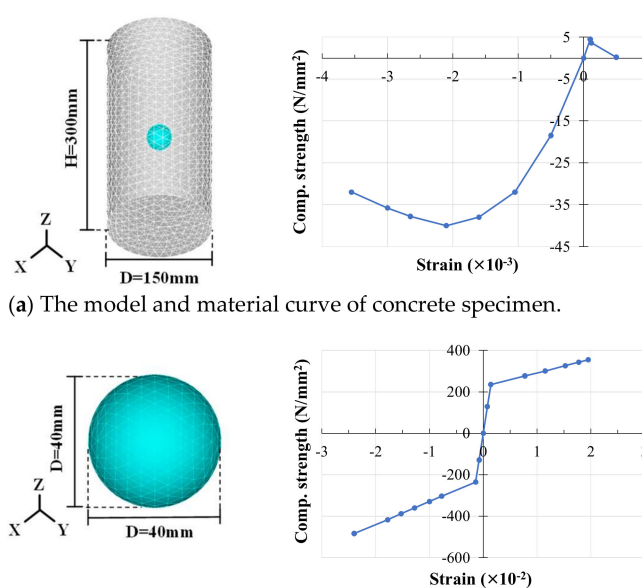 H=300mm
Z
X
Y
D=150mm
Comp. strength (N/mm²)
5
-5
-15
-25
-35
-45
-4
-3
-2
-1
0
1
Strain (×10⁻³)
(a) The model and material curve of concrete specimen.
D=40mm
Z
X
Y
D=40mm
Comp. strength (N/mm²)
400
200
0
-200
-400
-600
-3
-2
-1
0
1
2
3
Strain (×10⁻²)